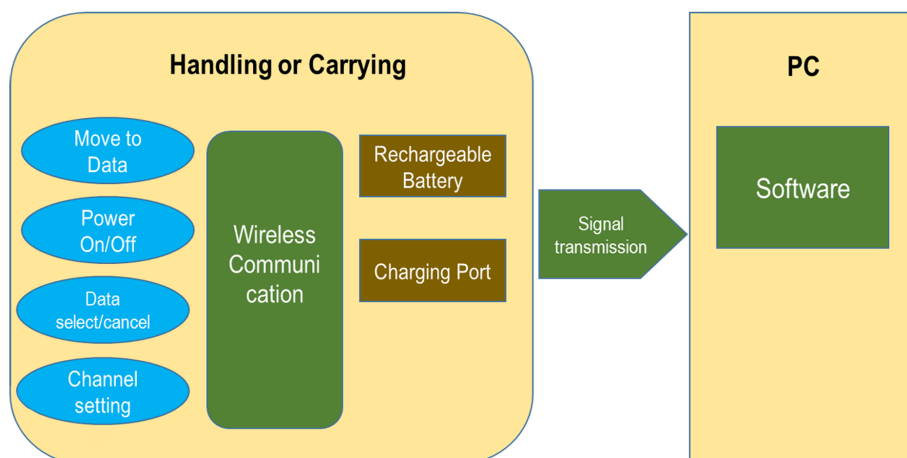 Handling or Carrying
Move to
Data
Power
On/Off
Data
select/cancel
Channel
setting
Wireless
Communi
cation
Rechargeable
Battery
Charging Port
Signal
transmission
PC
Software